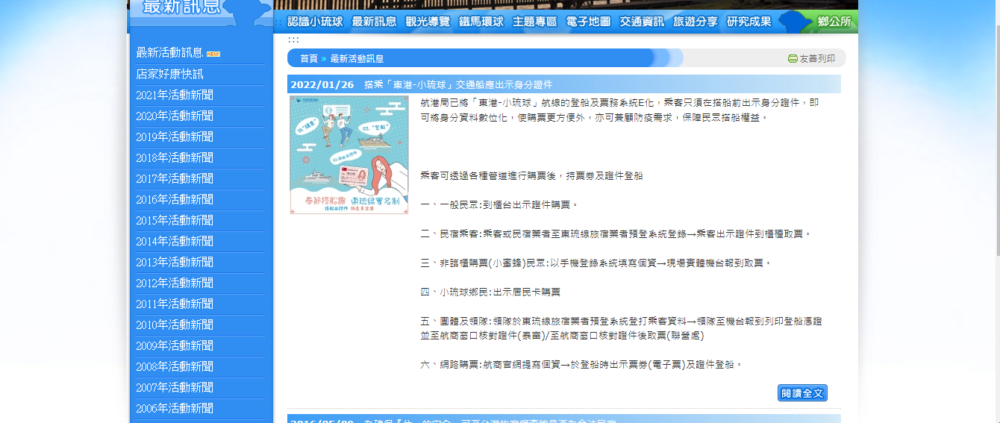 最新訊息
認識小琉球 最新訊息 觀光導覽 鐵馬環球 主題專區 電子地圖 交通資訊 旅遊分享 研究成果 鄉公所
首頁 » 最新活動訊息
友善列印
最新活動訊息 NEW
店家好康快訊
2021年活動新聞
2020年活動新聞
2019年活動新聞
2018年活動新聞
2017年活動新聞
2016年活動新聞
2015年活動新聞
2014年活動新聞
2013年活動新聞
2012年活動新聞
2011年活動新聞
2010年活動新聞
2009年活動新聞
2008年活動新聞
2007年活動新聞
2006年活動新聞
2022/01/26 搭乘「東港-小琉球」交通船應出示身分證件
01."購票"
02. "登船"
春節搭船趣 東琉線實名制
搭船出證件 防疫更全面
航港局已將「東港-小琉球」航線的登船及票務系統E化，乘客只須在搭船前出示身分證件，即
可將身分資料數位化，使購票更方便外，亦可兼顧防疫需求，保障民眾搭船權益。
乘客可透過各種管道進行購票後，持票券及證件登船
一、一般民眾:到櫃台出示證件購票。
二、民宿乘客:乘客或民宿業者至東琉線旅宿業者預登系統登錄→乘客出示證件到櫃檯取票。
三、非臨櫃購票(小蜜蜂)民眾:以手機登錄系統填寫個資→現場實體機台報到取票。
四、小琉球鄉民:出示居民卡購票
五、團體及領隊:領隊於東琉線旅宿業者預登系統登打乘客資料→領隊至機台報到列印登船憑證
並至航商窗口核對證件(泰富)/至航商窗口核對證件後取票(聯營處)
六、網路購票:航商官網提寫個資→於登船時出示票券(電子票)及證件登船。
閱讀全文